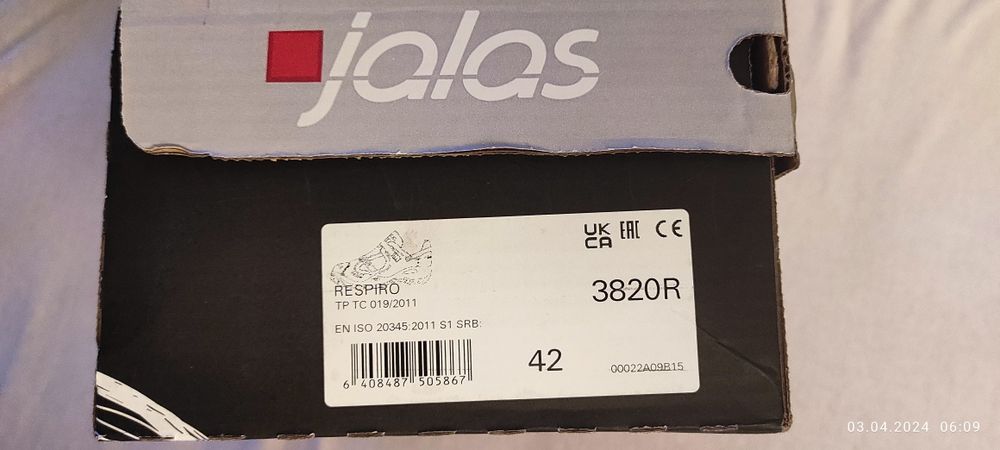 jalas
UK
CA EAC CE
RESPIRO
TP TC 019/2011
3820R
EN ISO 20345:2011 S1 SRB:
6 408487 505867
42
00022A09B15
03.04.2024 06:09